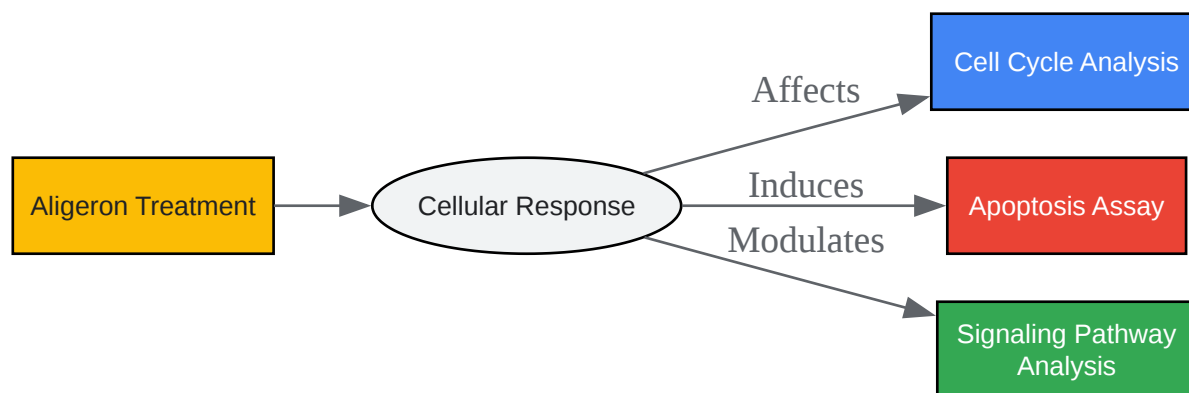 Cell Cycle Analysis
Affects
Aligeron Treatment
Cellular Response
Induces
Apoptosis Assay
Modulates
Signaling Pathway
Analysis